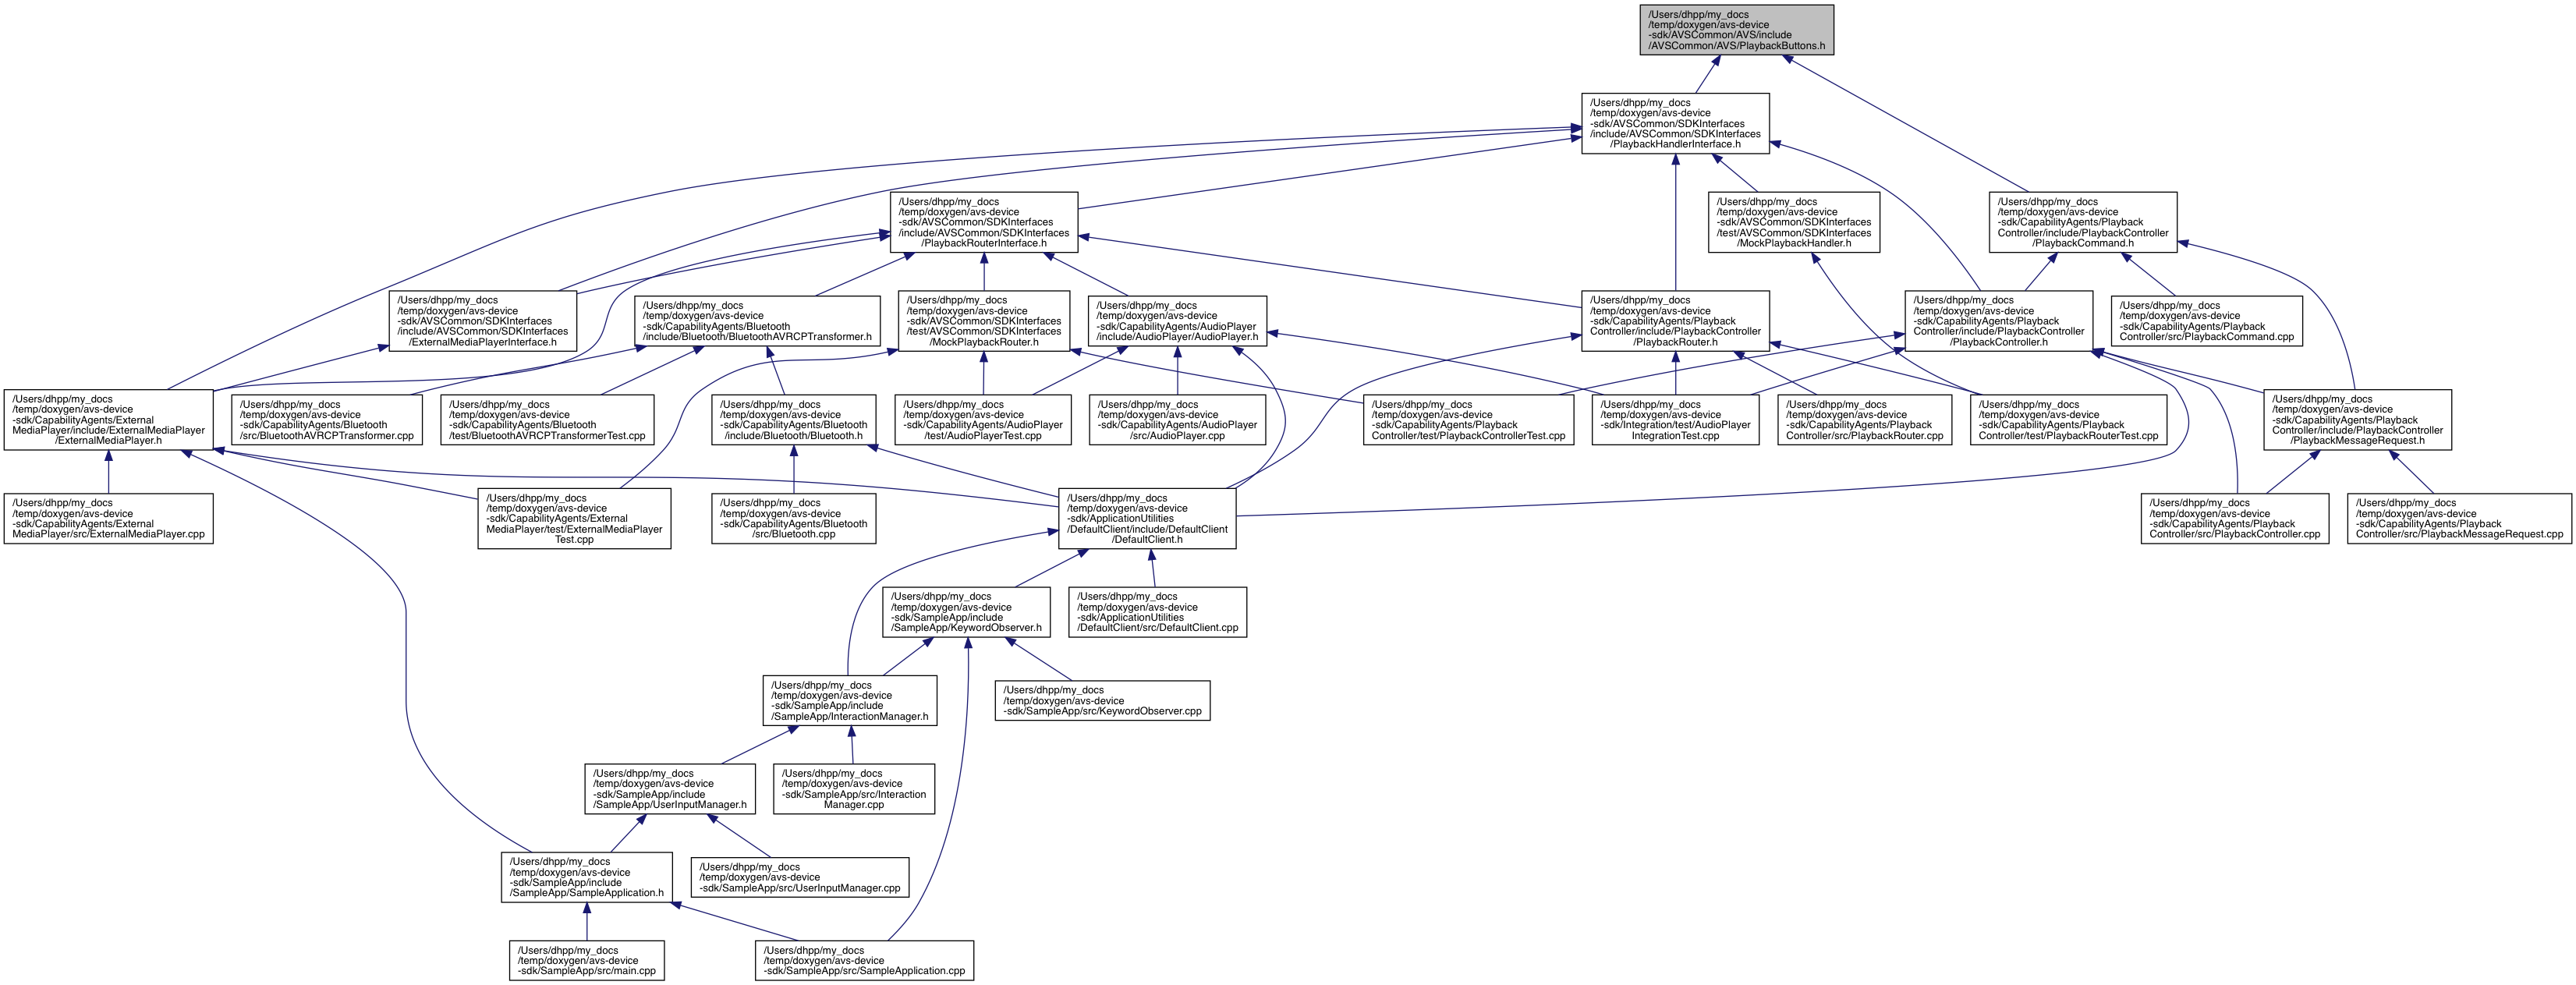 /Users/dhpp/my_docs
/temp/doxygen/avs-device
-sdk/AVSCommon/AVS/include
/AVSCommon/AVS/PlaybackButtons.h
/Users/dhpp/my_docs
/temp/doxygen/avs-device
-sdk/AVSCommon/SDKInterfaces
/include/AVSCommon/SDKInterfaces
/PlaybackHandlerInterface.h
/Users/dhpp/my_docs
/temp/doxygen/avs-device
-sdk/AVSCommon/SDKInterfaces
/include/AVSCommon/SDKInterfaces
/PlaybackRouterInterface.h
/Users/dhpp/my_docs
/temp/doxygen/avs-device
-sdk/AVSCommon/SDKInterfaces
/test/AVSCommon/SDKInterfaces
/MockPlaybackHandler.h
/Users/dhpp/my_docs
/temp/doxygen/avs-device
-sdk/CapabilityAgents/Playback
Controller/include/PlaybackController
/PlaybackCommand.h
/Users/dhpp/my_docs
/temp/doxygen/avs-device
-sdk/AVSCommon/SDKInterfaces
/include/AVSCommon/SDKInterfaces
/ExternalMediaPlayerInterface.h
/Users/dhpp/my_docs
/temp/doxygen/avs-device
-sdk/CapabilityAgents/Bluetooth
/include/Bluetooth/BluetoothAVRCPTransformer.h
/Users/dhpp/my_docs
/temp/doxygen/avs-device
-sdk/AVSCommon/SDKInterfaces
/test/AVSCommon/SDKInterfaces
/MockPlaybackRouter.h
/Users/dhpp/my_docs
/temp/doxygen/avs-device
-sdk/CapabilityAgents/AudioPlayer
/include/AudioPlayer/AudioPlayer.h
/Users/dhpp/my_docs
/temp/doxygen/avs-device
-sdk/CapabilityAgents/Playback
Controller/include/PlaybackController
/PlaybackRouter.h
/Users/dhpp/my_docs
/temp/doxygen/avs-device
-sdk/CapabilityAgents/Playback
Controller/include/PlaybackController
/PlaybackController.h
/Users/dhpp/my_docs
/temp/doxygen/avs-device
-sdk/CapabilityAgents/Playback
Controller/src/PlaybackCommand.cpp
/Users/dhpp/my_docs
/temp/doxygen/avs-device
-sdk/CapabilityAgents/External
MediaPlayer/include/ExternalMediaPlayer
/ExternalMediaPlayer.h
/Users/dhpp/my_docs
/temp/doxygen/avs-device
-sdk/CapabilityAgents/Bluetooth
/src/BluetoothAVRCPTransformer.cpp
/Users/dhpp/my_docs
/temp/doxygen/avs-device
-sdk/CapabilityAgents/Bluetooth
/test/BluetoothAVRCPTransformerTest.cpp
/Users/dhpp/my_docs
/temp/doxygen/avs-device
-sdk/CapabilityAgents/Bluetooth
/include/Bluetooth/Bluetooth.h
/Users/dhpp/my_docs
/temp/doxygen/avs-device
-sdk/CapabilityAgents/AudioPlayer
/test/AudioPlayerTest.cpp
/Users/dhpp/my_docs
/temp/doxygen/avs-device
-sdk/CapabilityAgents/AudioPlayer
/src/AudioPlayer.cpp
/Users/dhpp/my_docs
/temp/doxygen/avs-device
-sdk/CapabilityAgents/Playback
Controller/test/PlaybackControllerTest.cpp
/Users/dhpp/my_docs
/temp/doxygen/avs-device
-sdk/Integration/test/AudioPlayer
IntegrationTest.cpp
/Users/dhpp/my_docs
/temp/doxygen/avs-device
-sdk/CapabilityAgents/Playback
Controller/src/PlaybackRouter.cpp
/Users/dhpp/my_docs
/temp/doxygen/avs-device
-sdk/CapabilityAgents/Playback
Controller/test/PlaybackRouterTest.cpp
/Users/dhpp/my_docs
/temp/doxygen/avs-device
-sdk/CapabilityAgents/Playback
Controller/include/PlaybackController
/PlaybackMessageRequest.h
/Users/dhpp/my_docs
/temp/doxygen/avs-device
-sdk/CapabilityAgents/External
MediaPlayer/src/ExternalMediaPlayer.cpp
/Users/dhpp/my_docs
/temp/doxygen/avs-device
-sdk/CapabilityAgents/External
MediaPlayer/test/ExternalMediaPlayer
Test.cpp
/Users/dhpp/my_docs
/temp/doxygen/avs-device
-sdk/CapabilityAgents/Bluetooth
/src/Bluetooth.cpp
/Users/dhpp/my_docs
/temp/doxygen/avs-device
-sdk/ApplicationUtilities
/DefaultClient/include/DefaultClient
/DefaultClient.h
/Users/dhpp/my_docs
/temp/doxygen/avs-device
-sdk/CapabilityAgents/Playback
Controller/src/PlaybackController.cpp
/Users/dhpp/my_docs
/temp/doxygen/avs-device
-sdk/CapabilityAgents/Playback
Controller/src/PlaybackMessageRequest.cpp
/Users/dhpp/my_docs
/temp/doxygen/avs-device
-sdk/SampleApp/include
/SampleApp/KeywordObserver.h
/Users/dhpp/my_docs
/temp/doxygen/avs-device
-sdk/ApplicationUtilities
/DefaultClient/src/DefaultClient.cpp
/Users/dhpp/my_docs
/temp/doxygen/avs-device
-sdk/SampleApp/include
/SampleApp/InteractionManager.h
/Users/dhpp/my_docs
/temp/doxygen/avs-device
-sdk/SampleApp/src/KeywordObserver.cpp
/Users/dhpp/my_docs
/temp/doxygen/avs-device
-sdk/SampleApp/include
/SampleApp/UserInputManager.h
/Users/dhpp/my_docs
/temp/doxygen/avs-device
-sdk/SampleApp/src/Interaction
Manager.cpp
/Users/dhpp/my_docs
/temp/doxygen/avs-device
-sdk/SampleApp/include
/SampleApp/SampleApplication.h
/Users/dhpp/my_docs
/temp/doxygen/avs-device
-sdk/SampleApp/src/UserInputManager.cpp
/Users/dhpp/my_docs
/temp/doxygen/avs-device
-sdk/SampleApp/src/main.cpp
/Users/dhpp/my_docs
/temp/doxygen/avs-device
-sdk/SampleApp/src/SampleApplication.cpp